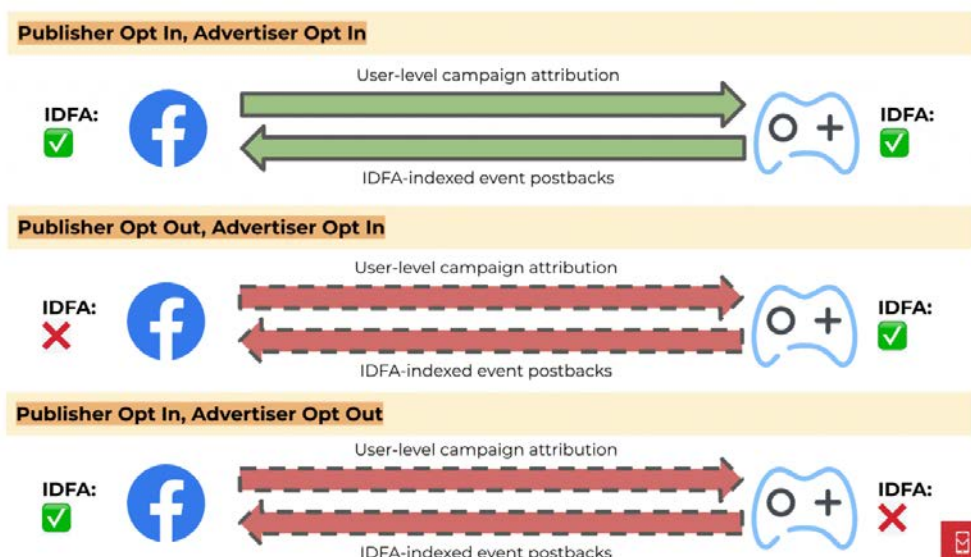 Publisher Opt In, Advertiser Opt In
User-level campaign attribution
IDFA:
IDFA:
IDFA-indexed event postbacks
Publisher Opt Out, Advertiser Opt In
User-level campaign attribution
IDFA:
IDFA:
IDFA-indexed event postbacks
Publisher Opt In, Advertiser Opt Out
User-level campaign attribution
IDFA:
IDFA:
IDFA-indexed event postbacks